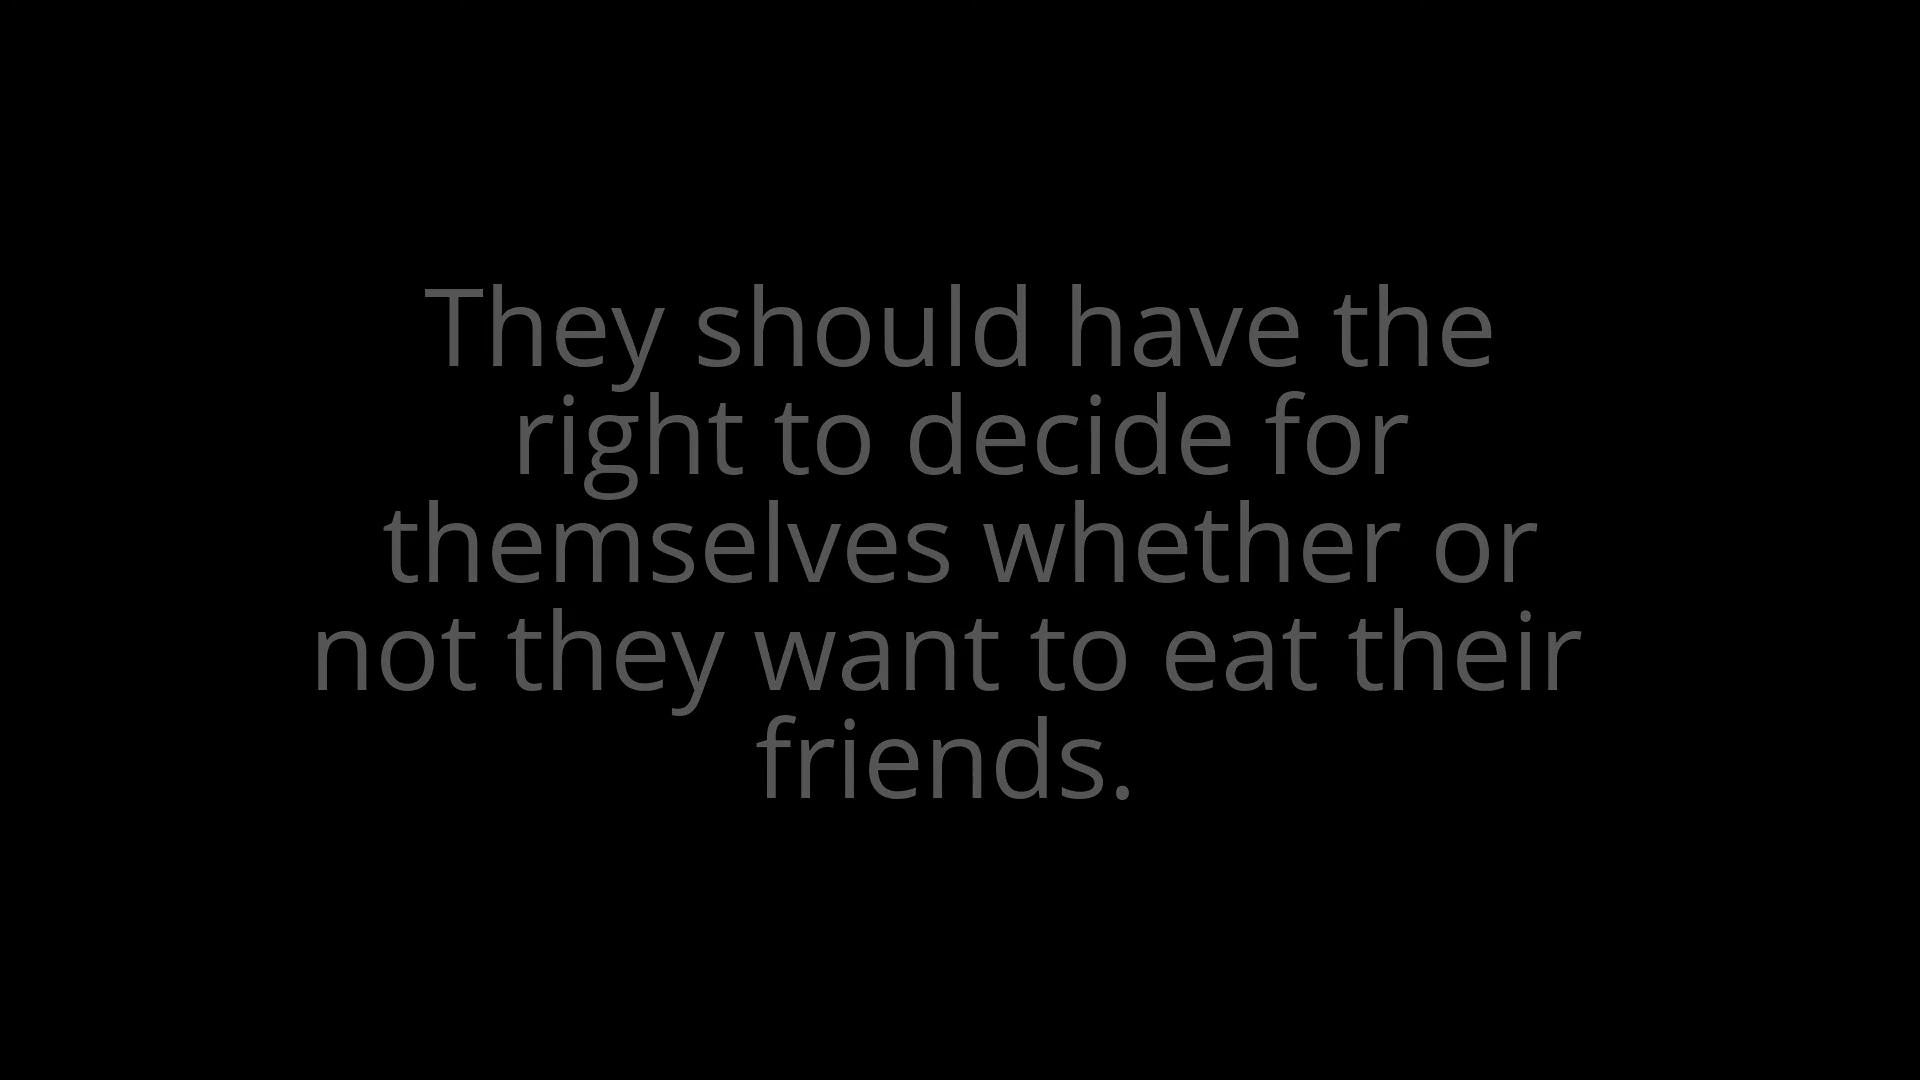 They should have the
right to decide for
themselves whether or
not they want to eat their
friends.